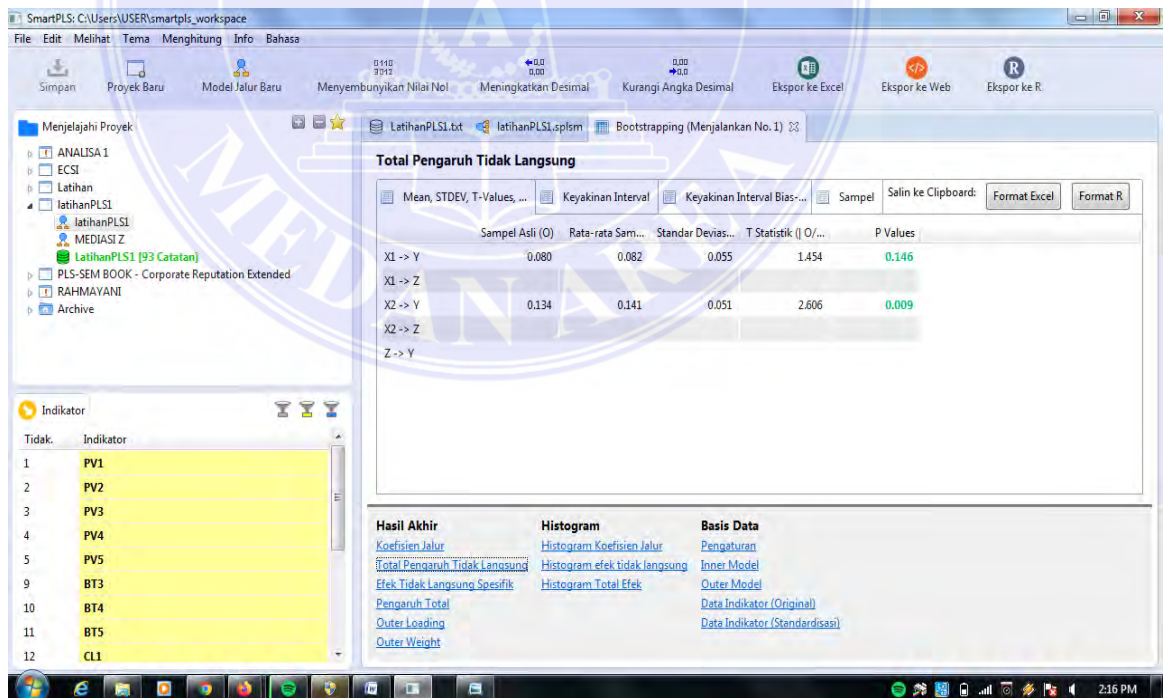 SmartPLS: C:\Users\USER\smartpls_workspace
File Edit Melihat Tema Menghitung Info Bahasa
Simpan Proyek Baru Model Jalur Baru Menyembunyikan Nilai Nol Meningkatkan Desimal Kurangi Angka Desimal Ekspor ke Excel Ekspor ke Web Ekspor ke R
Menjelajahi Proyek
ANALISA 1
ECSI
Latihan
latihanPLS1
latihanPLS1
MEDIASI Z
LatihanPLS1 [93 Catatan]
PLS-SEM BOOK - Corporate Reputation Extended
RAHMAYANI
Archive
Indikator
Tidak. Indikator
1 PV1
2 PV2
3 PV3
4 PV4
5 PV5
9 BT3
10 BT4
11 BT5
12 CL1
LatihanPLS1.txt latihanPLS1.splsm Bootstrapping (Menjalankan No. 1)
Total Pengaruh Tidak Langsung
Mean, STDEV, T-Values, ... Keyakinan Interval Keyakinan Interval Bias-... Sampel Salin ke Clipboard: Format Excel Format R
Sampel Asli (O) Rata-rata Sam... Standar Devias... T Statistik (| O/... P Values
X1 -> Y 0.080 0.082 0.055 1.454 0.146
X1 -> Z
X2 -> Y 0.134 0.141 0.051 2.606 0.009
X2 -> Z
Z -> Y
Hasil Akhir Histogram Basis Data
Koefisien Jalur Histogram Koefisien Jalur Pengaturan
Total Pengaruh Tidak Langsung Histogram efek tidak langsung Inner Model
Efek Tidak Langsung Spesifik Histogram Total Efek Outer Model
Pengaruh Total Data Indikator (Original)
Outer Loading Data Indikator (Standardisasi)
Outer Weight
2:16 PM
MEDAN AREA